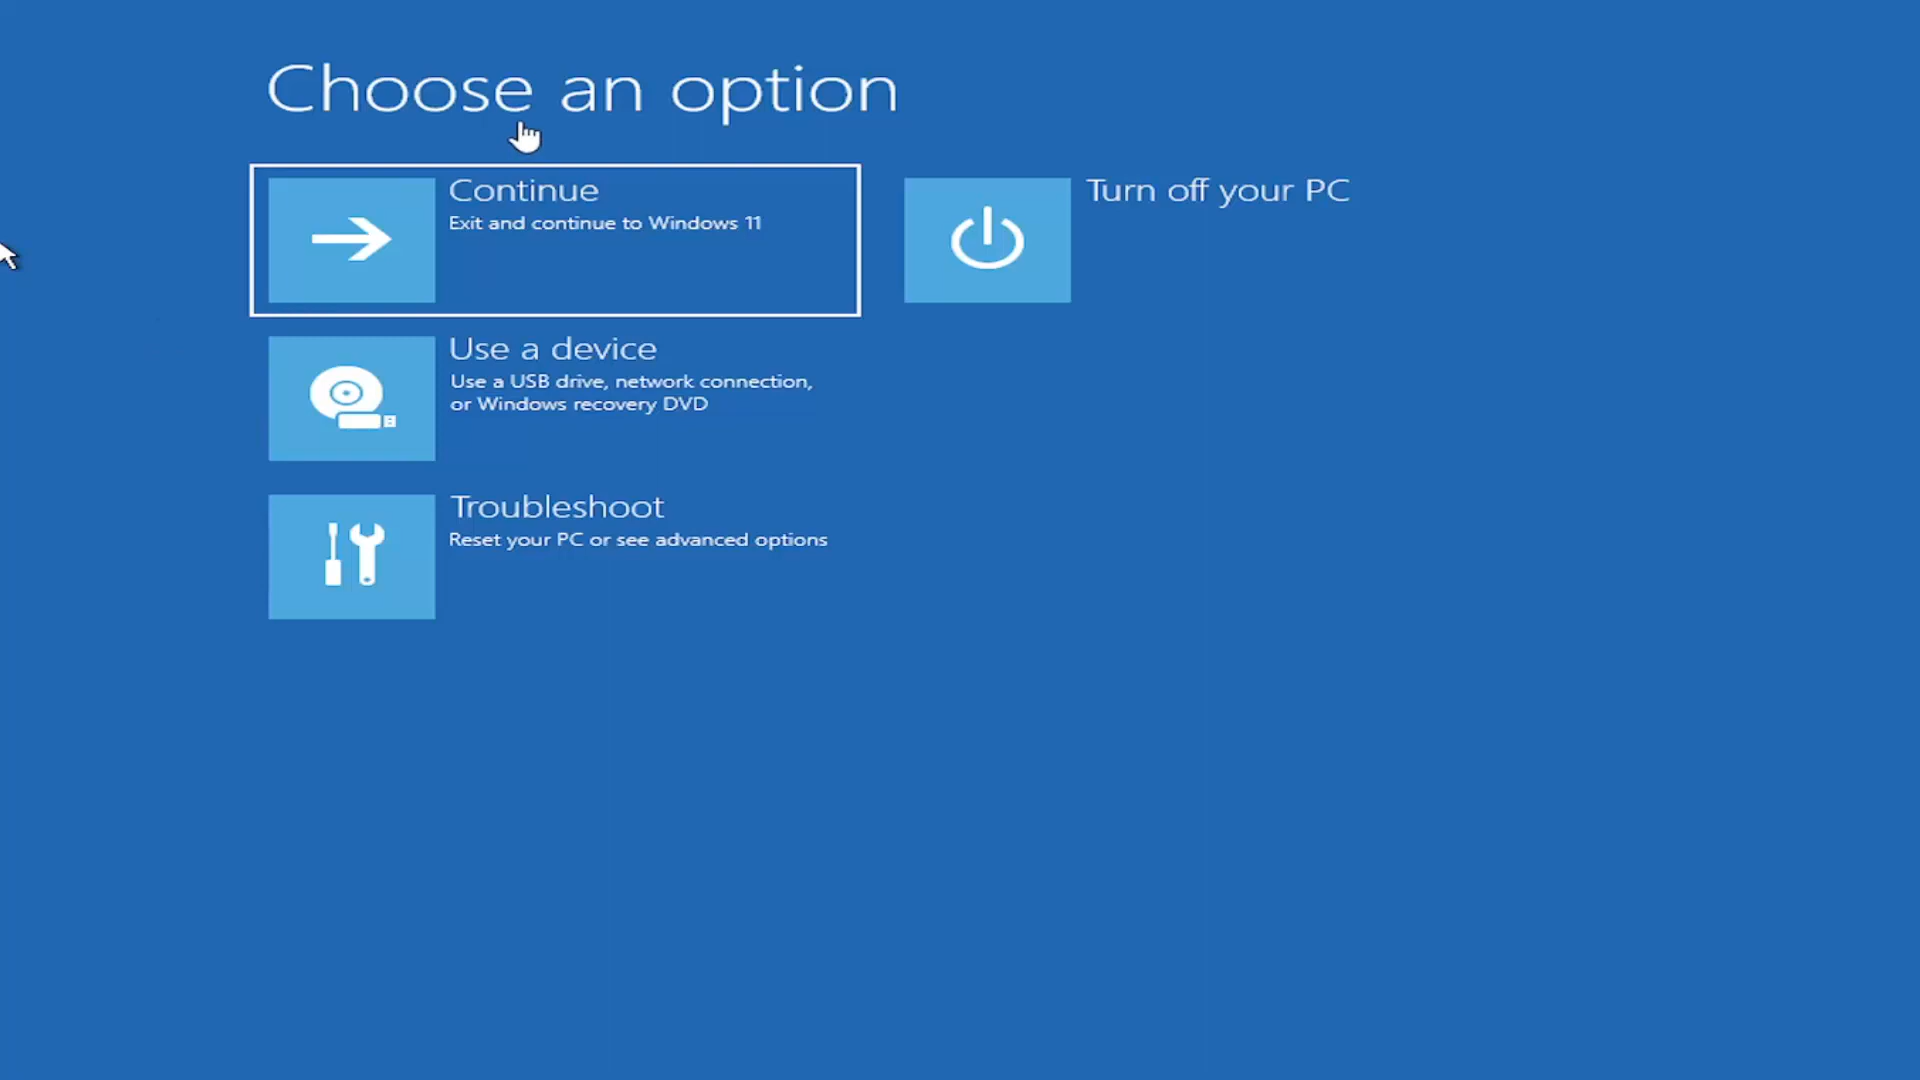 Choose an option
Continue
Exit and continue to Windows 11
Turn off your PC
Use a device
Use a USB drive, network connection,
or Windows recovery DVD
Troubleshoot
Reset your PC or see advanced options